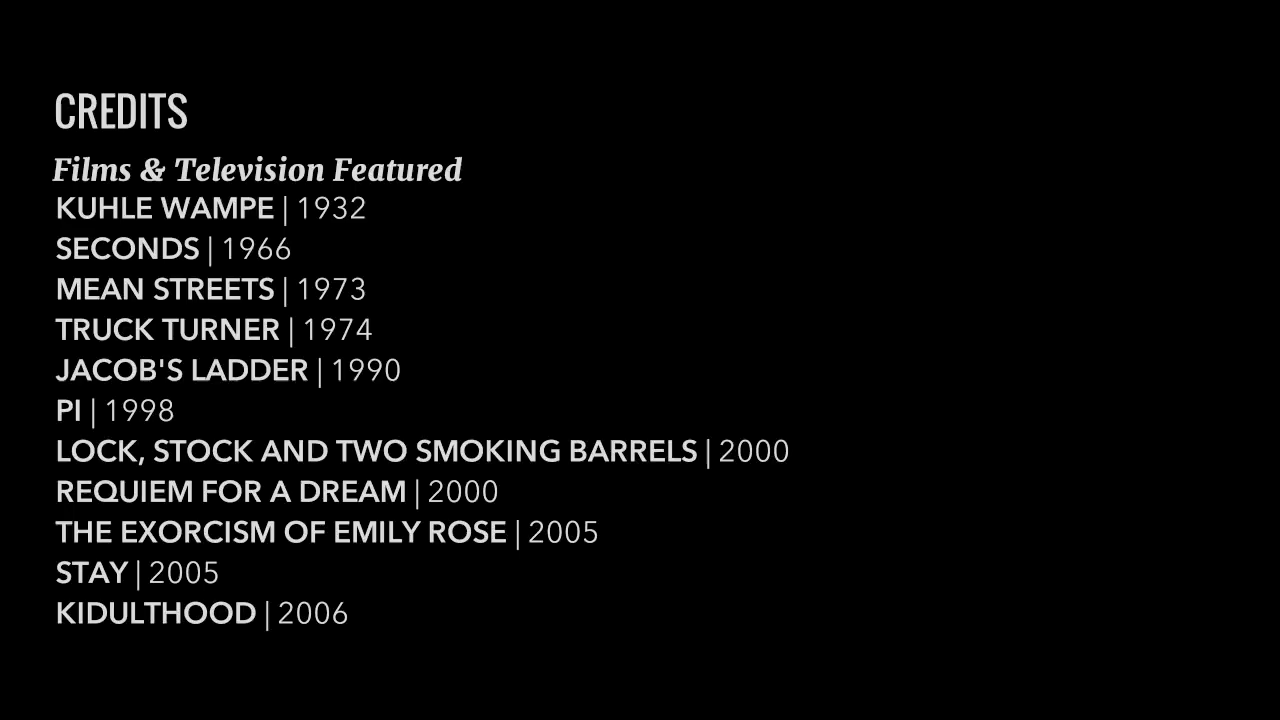 CREDITS
Films & Television Featured
KUHLE WAMPE | 1932
SECONDS | 1966
MEAN STREETS | 1973
TRUCK TURNER | 1974
JACOB'S LADDER | 1990
PI | 1998
LOCK, STOCK AND TWO SMOKING BARRELS | 2000
REQUIEM FOR A DREAM | 2000
THE EXORCISM OF EMILY ROSE | 2005
STAY | 2005
KIDULTHOOD | 2006